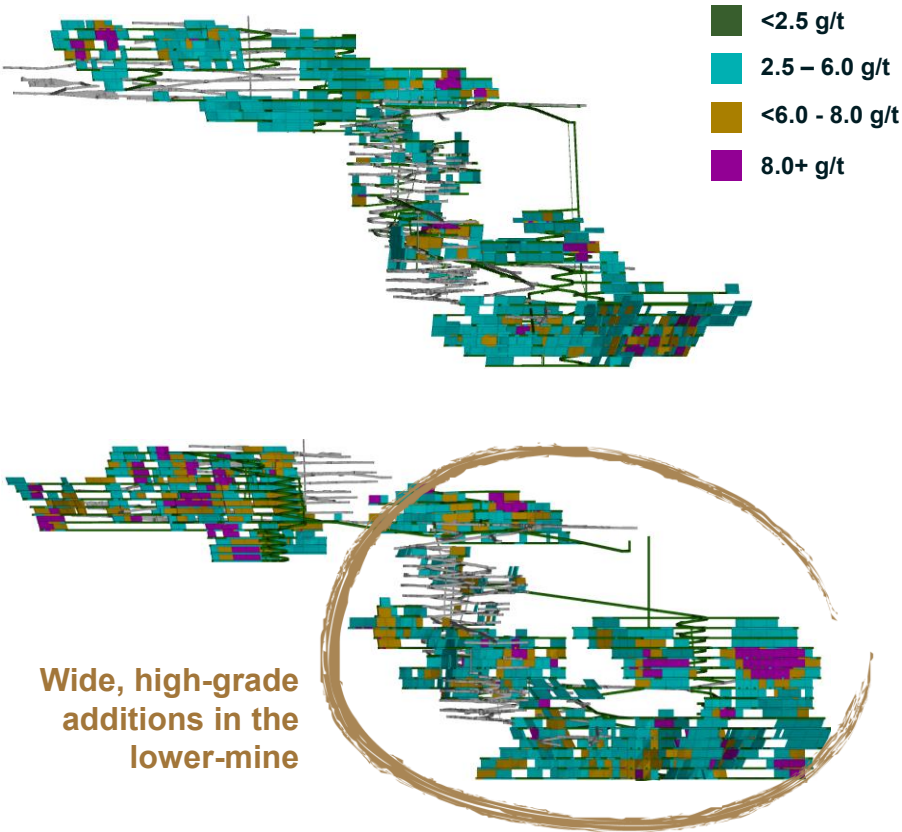 <2.5 g/t
2.5 – 6.0 g/t
<6.0 - 8.0 g/t
8.0+ g/t
Wide, high-grade
additions in the
lower-mine